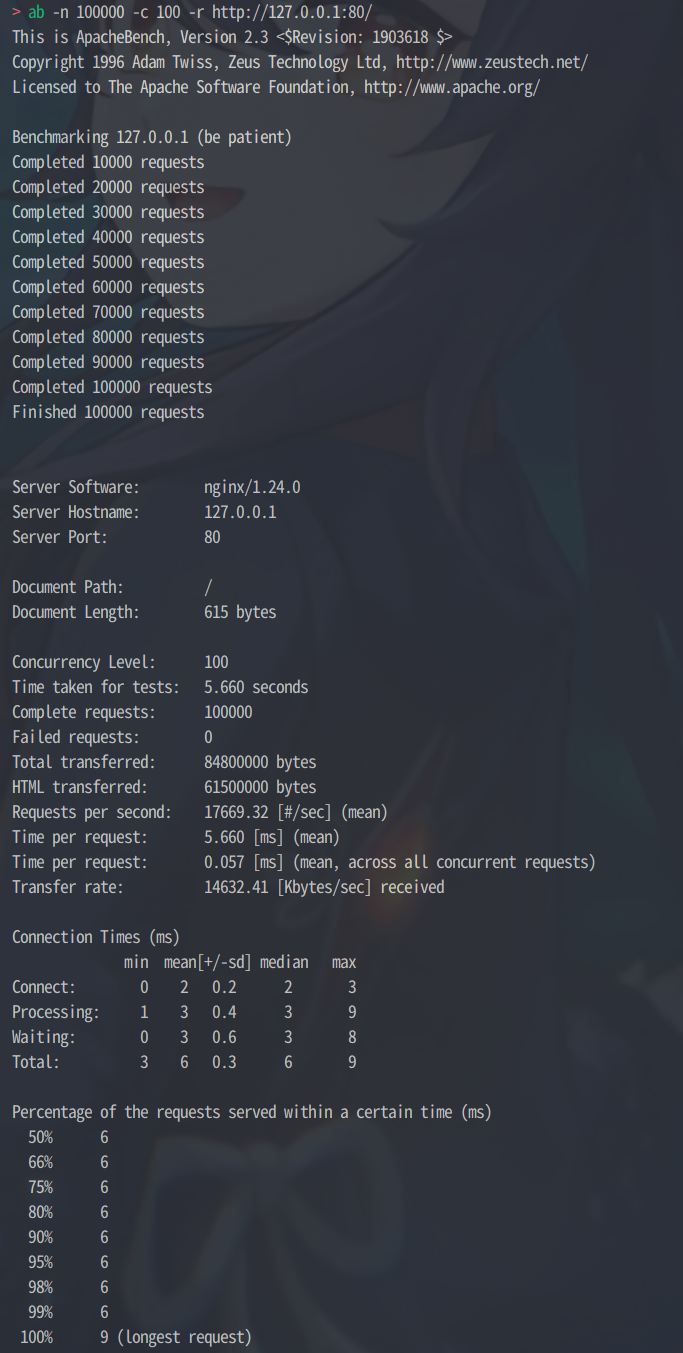 > ab -n 100000 -c 100 -r http://127.0.0.1:80/
This is ApacheBench, Version 2.3 <$Revision: 1903618 $>
Copyright 1996 Adam Twiss, Zeus Technology Ltd, http://www.zeustech.net/
Licensed to The Apache Software Foundation, http://www.apache.org/

Benchmarking 127.0.0.1 (be patient)
Completed 10000 requests
Completed 20000 requests
Completed 30000 requests
Completed 40000 requests
Completed 50000 requests
Completed 60000 requests
Completed 70000 requests
Completed 80000 requests
Completed 90000 requests
Completed 100000 requests
Finished 100000 requests


Server Software:        nginx/1.24.0
Server Hostname:        127.0.0.1
Server Port:            80

Document Path:          /
Document Length:        615 bytes

Concurrency Level:      100
Time taken for tests:   5.660 seconds
Complete requests:      100000
Failed requests:        0
Total transferred:      84800000 bytes
HTML transferred:       61500000 bytes
Requests per second:    17669.32 [#/sec] (mean)
Time per request:       5.660 [ms] (mean)
Time per request:       0.057 [ms] (mean, across all concurrent requests)
Transfer rate:          14632.41 [Kbytes/sec] received

Connection Times (ms)
              min  mean[+/-sd] median   max
Connect:        0    2   0.2      2       3
Processing:     1    3   0.4      3       9
Waiting:        0    3   0.6      3       8
Total:          3    6   0.3      6       9

Percentage of the requests served within a certain time (ms)
  50%      6
  66%      6
  75%      6
  80%      6
  90%      6
  95%      6
  98%      6
  99%      6
 100%      9 (longest request)